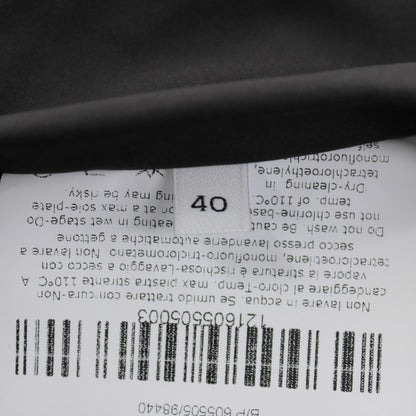 40
B/P 605505/98440
121605505003
Non lavare in acqua. Se umido trattare con cura-Non
candeggiare al cloro-Temp. max stirante piastra 110°C A
vapore la stiratura è rischiosa-Lavaggio a secco con
tetracloroetilene, monofluoro-triclorometano-Non lavare a
secco presso lavanderie automatiche a gettone
Do not wash. Be heating in wet stage-Do
not use chlorine-base at a max sole-plate
temp. of 110°C may be risky.
Dry-cleaning in
tetrachloroethylene,
self